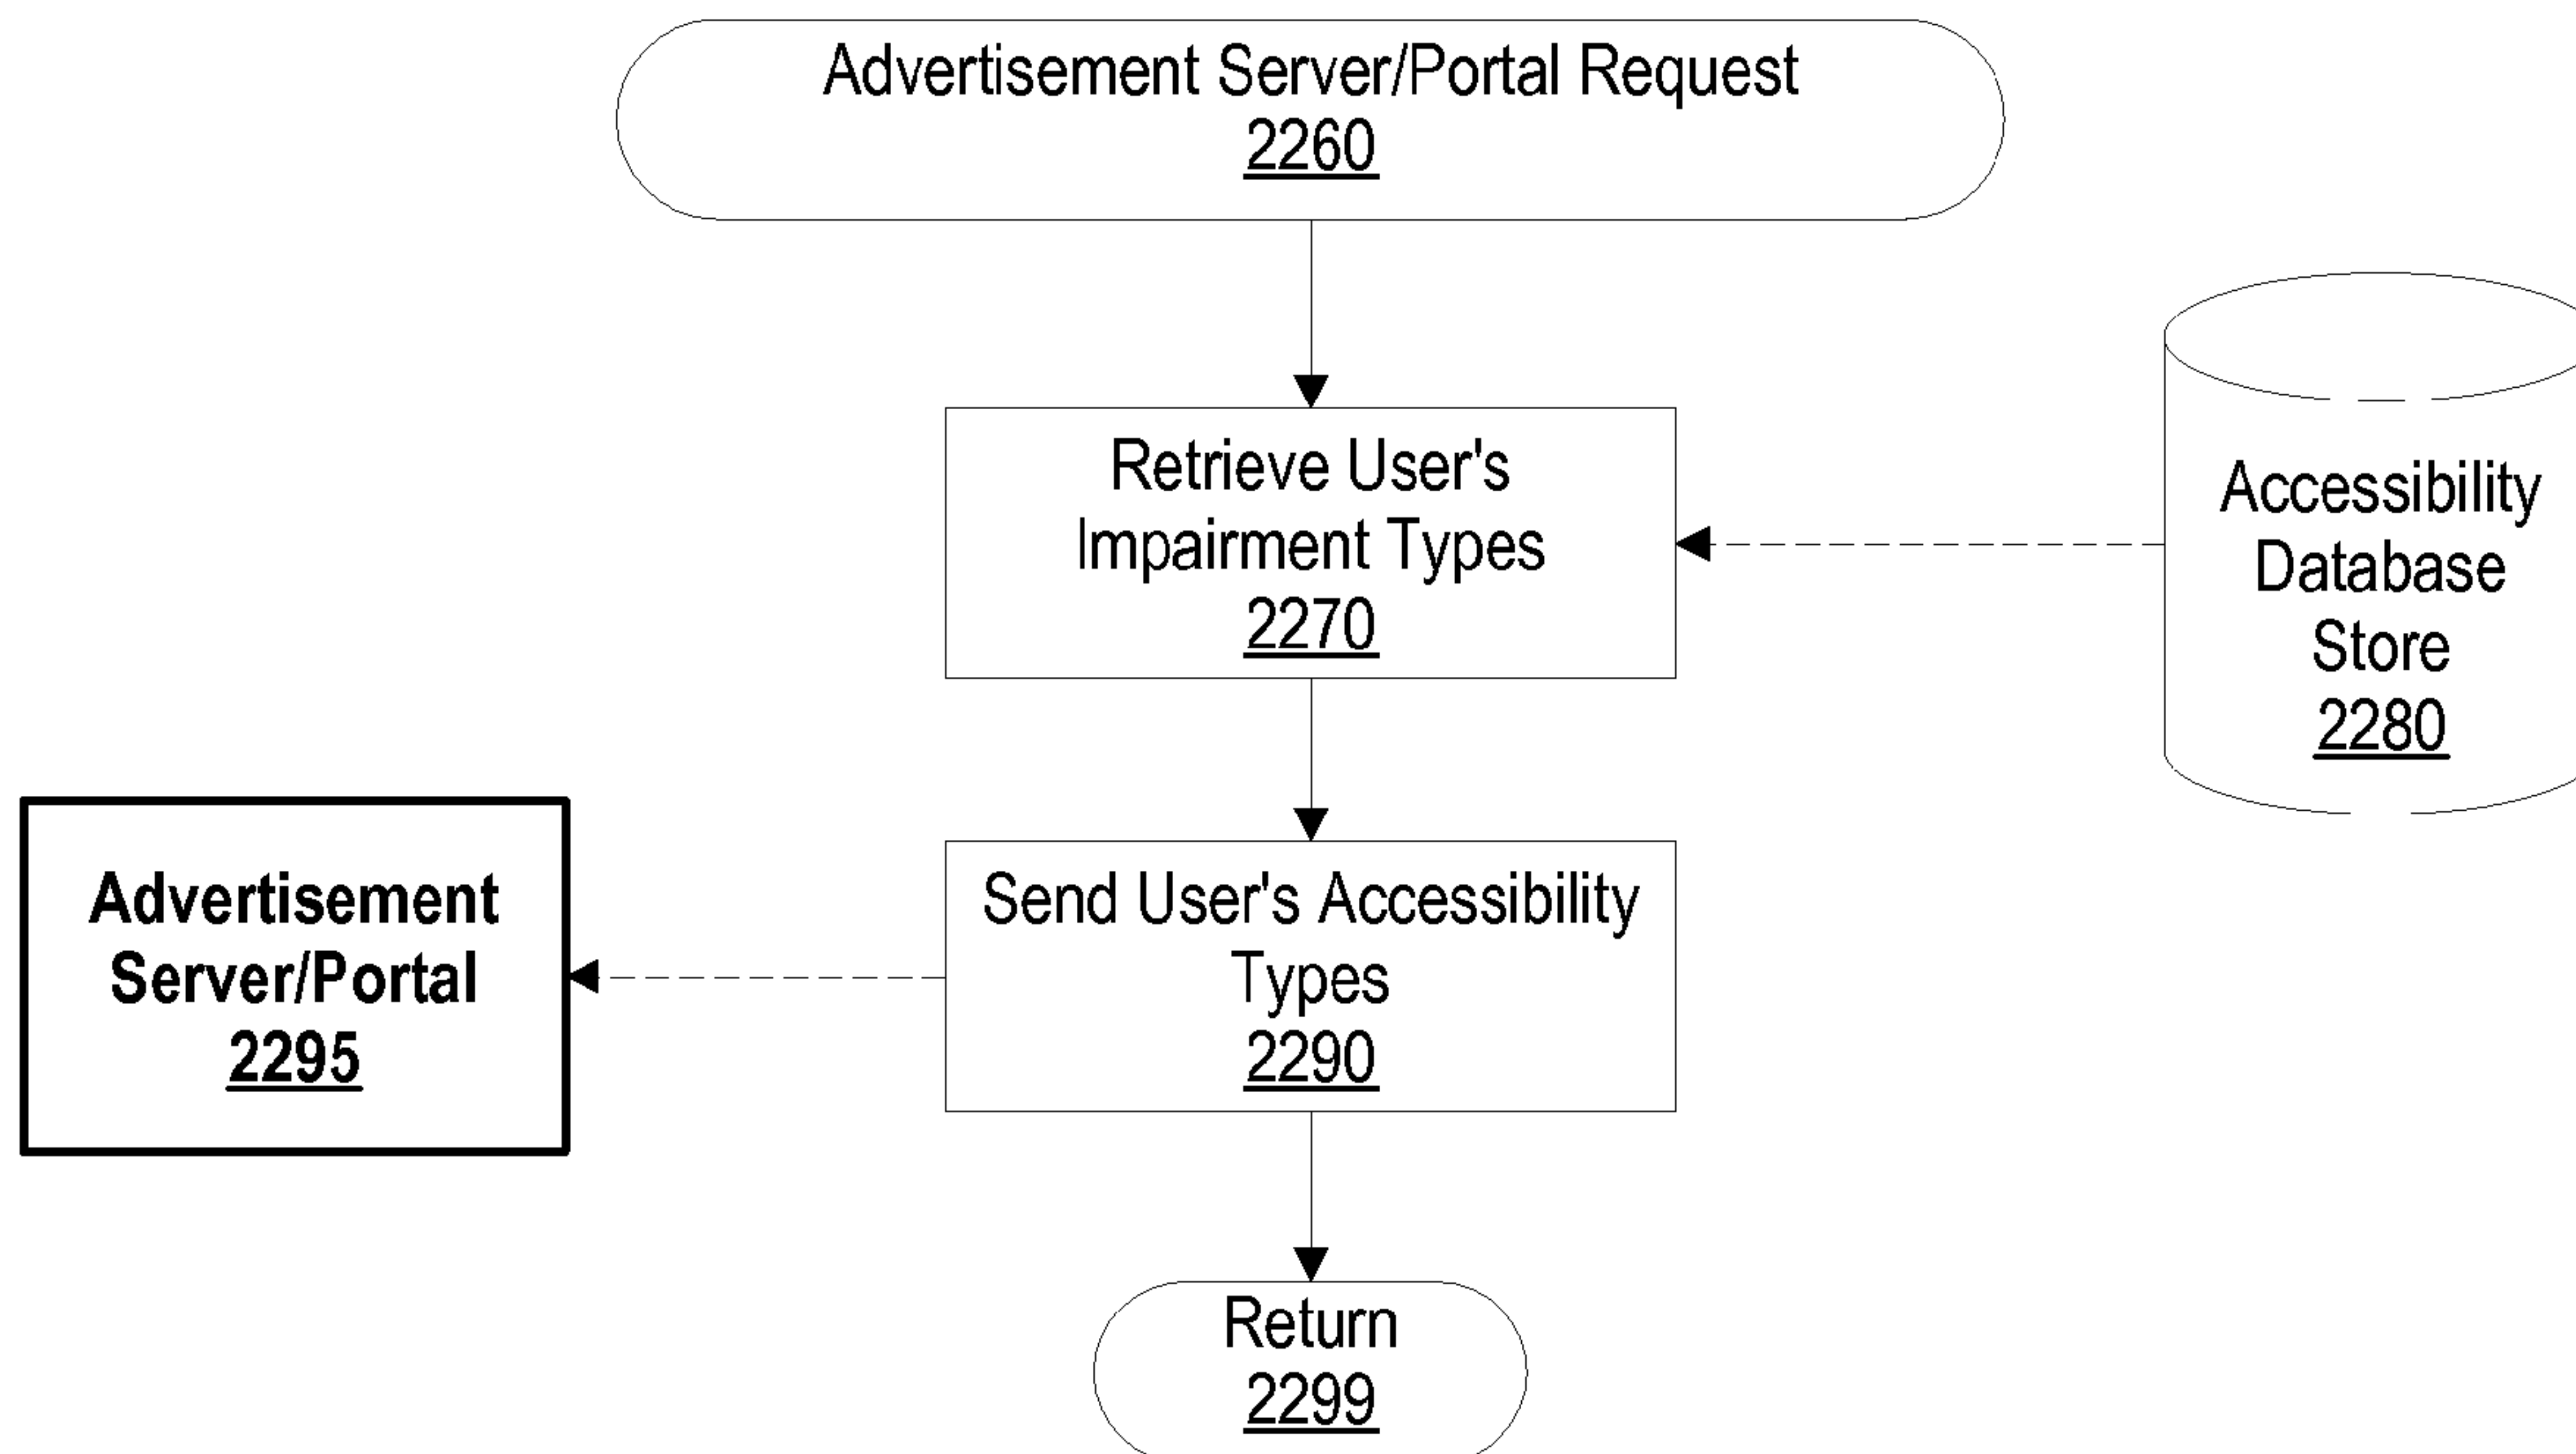 Advertisement Server/Portal Request
2260
Retrieve User's
Impairment Types
2270
Accessibility
Database
Store
2280
Send User's Accessibility
Types
2290
Advertisement
Server/Portal
2295
Return
2299